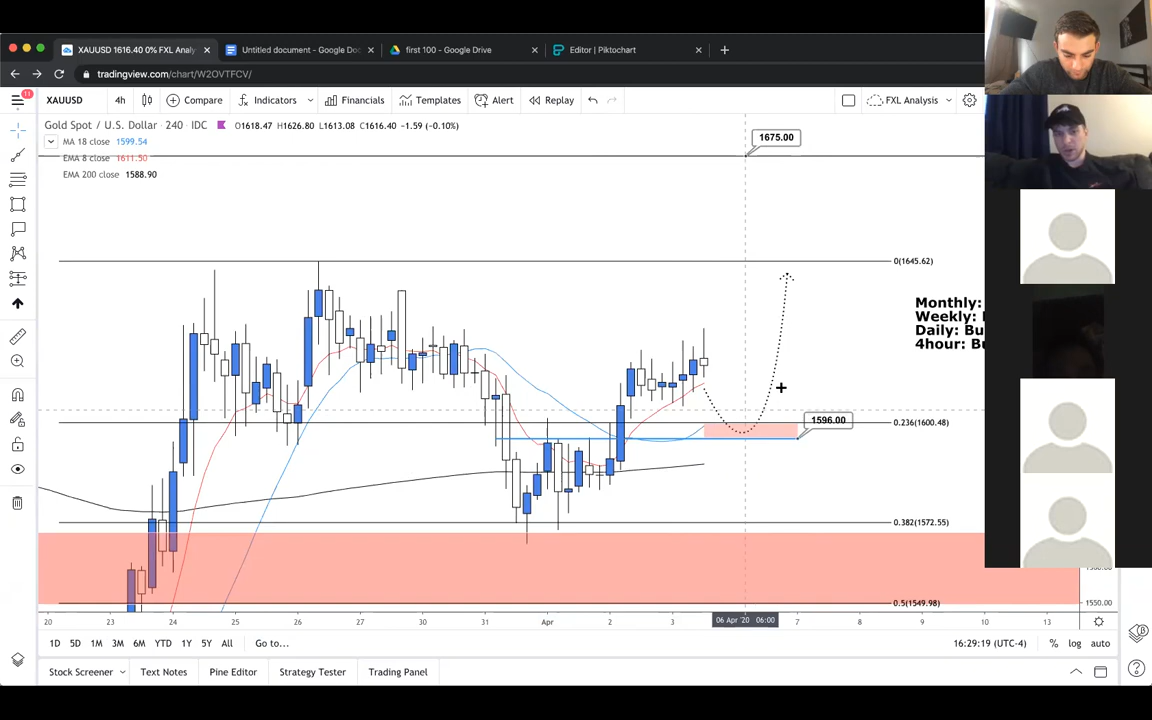 XAUUSD 1616.40 0% FXL Analy
Untitled document - Google Doc
first 100 - Google Drive
Editor | Piktochart
tradingview.com/chart/W2OVTFCV/
11
XAUUSD 4h Compare Indicators Financials Templates Alert Replay FXL Analysis
Gold Spot / U.S. Dollar 240 IDC O1618.47 H1626.80 L1613.08 C1616.40 -1.59 (-0.10%)
MA 18 close 1599.54
EMA 8 close 1611.50
EMA 200 close 1588.90
1675.00
0(1645.62)
Monthly:
Weekly:
Daily: Bu
4hour: Bu
1596.00
0.236(1600.48)
0.382(1572.55)
0.5(1549.98)
1550.00
20 23 24 25 26 27 30 31 Apr 2 3 06 Apr '20 06:00 7 8 9 10 13
1D 5D 1M 3M 6M YTD 1Y 5Y All Go to... 16:29:19 (UTC-4) % log auto
Stock Screener Text Notes Pine Editor Strategy Tester Trading Panel